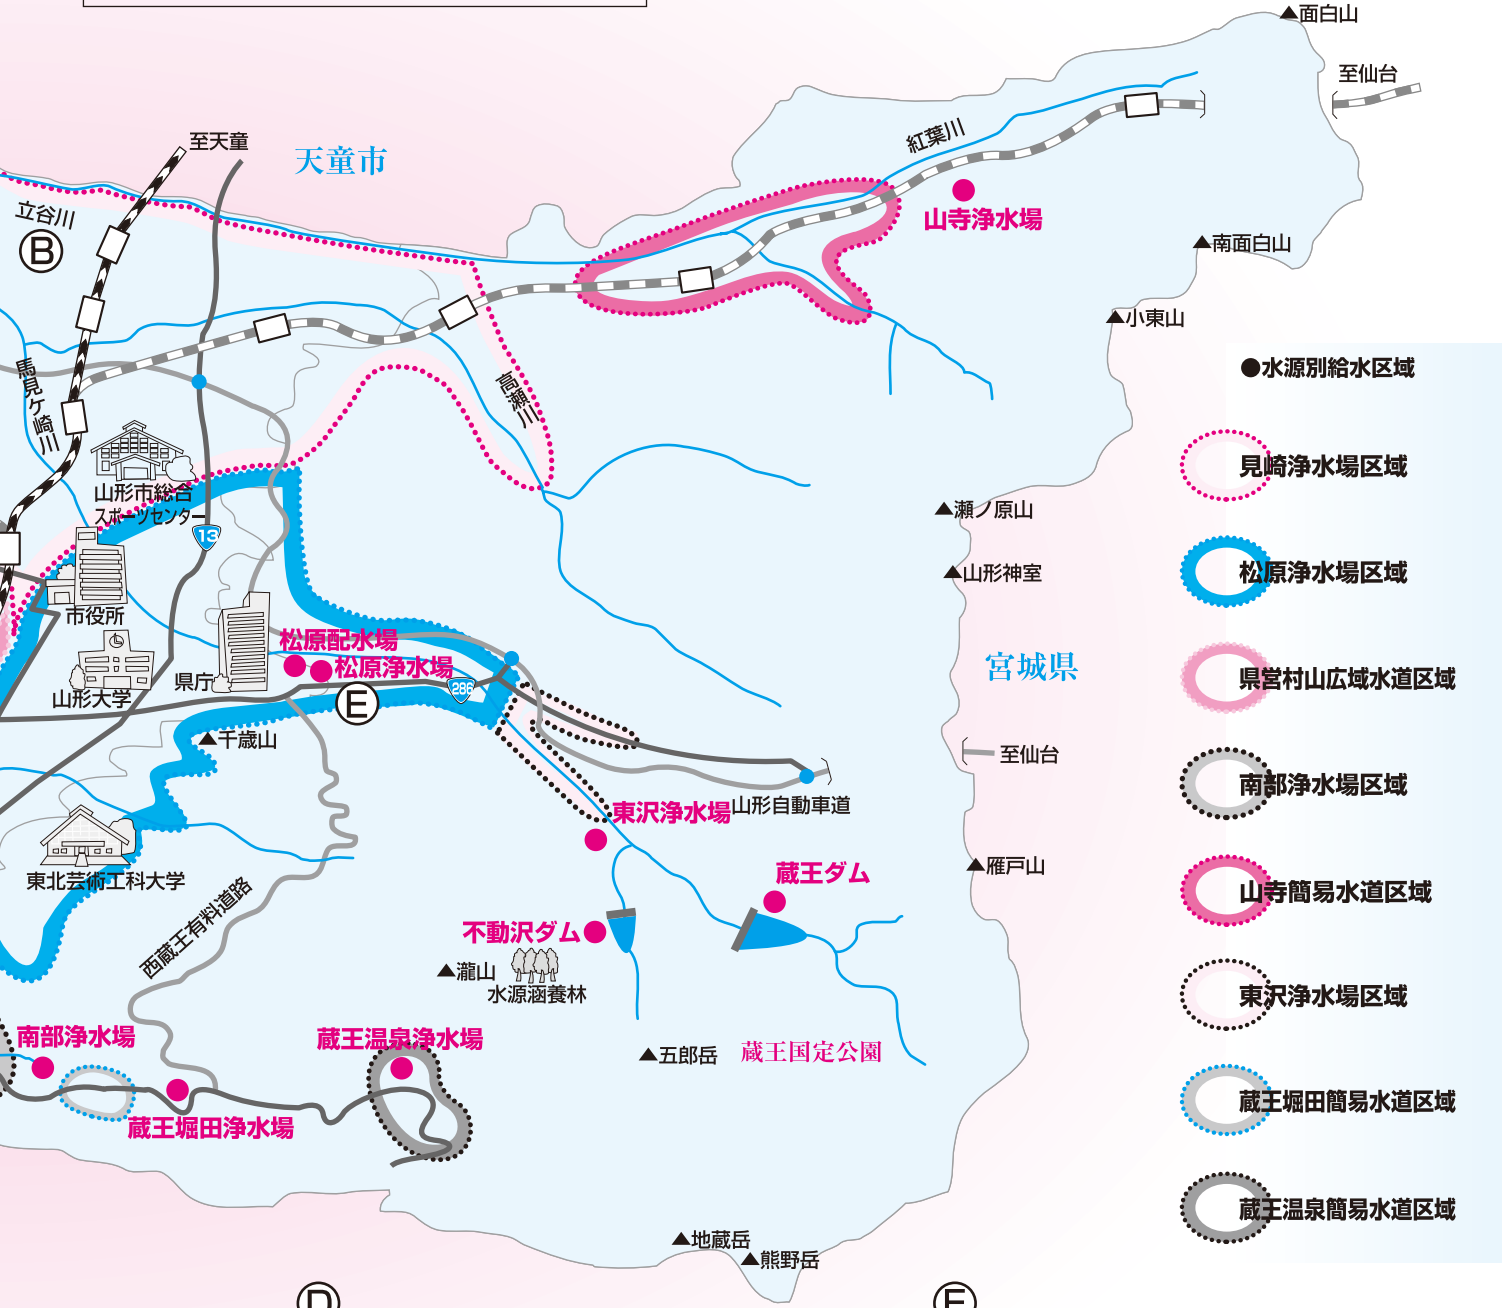 面白山
至仙台
至天童
天童市
紅葉川
立谷川
B
山寺浄水場
南面白山
小東山
馬見ケ崎川
高瀬川
山形市総合
スポーツセンター
13
瀬ノ原山
山形神室
市役所
松原配水場
松原浄水場
県庁
山形大学
286
E
宮城県
千歳山
至仙台
東沢浄水場
山形自動車道
東北芸術工科大学
雁戸山
蔵王ダム
西蔵王有料道路
不動沢ダム
瀧山
水源涵養林
南部浄水場
蔵王温泉浄水場
五郎岳
蔵王国定公園
蔵王堀田浄水場
地蔵岳
熊野岳
D
●水源別給水区域
見崎浄水場区域
松原浄水場区域
県営村山広域水道区域
南部浄水場区域
山寺簡易水道区域
東沢浄水場区域
蔵王堀田簡易水道区域
蔵王温泉簡易水道区域